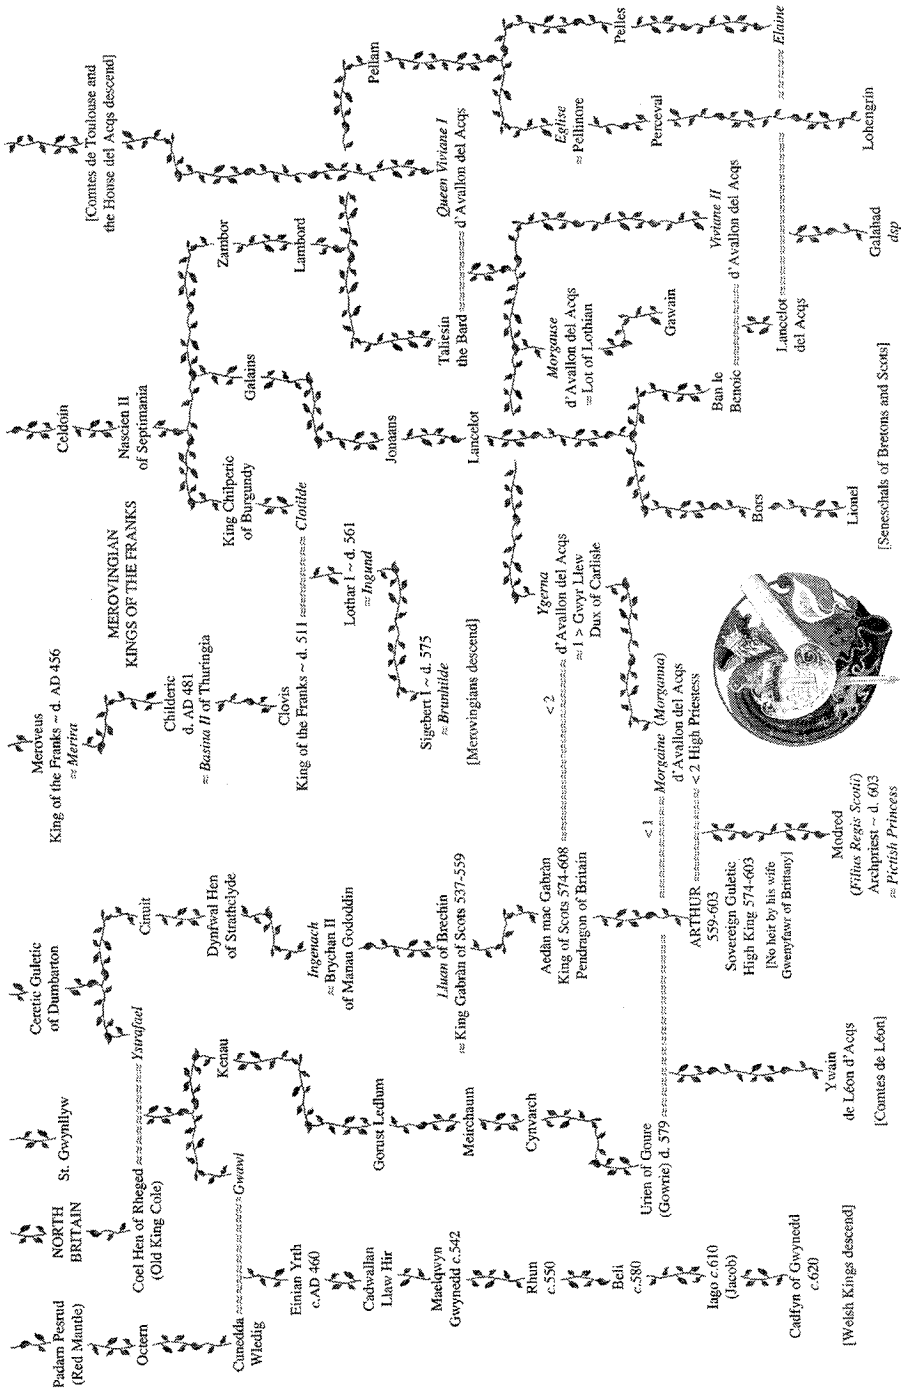 Padarn Pesrud
(Red Mantle)
Octern
Cunedda ≈≈≈ Gwawl
Wledig
Einian Yrth
c.AD 460
Cadwallan
Llaw Hir
Maelqwyn
Gwynedd c.542
Rhun
c.550
Beli
c.580
Iago c.610
(Jacob)
Cadfyn of Gwynedd
c.620
[Welsh Kings descend]
NORTH
BRITAIN
St. Gwynllyw
Coel Hen of Rheged ≈≈≈ Ystrafael
(Old King Cole)
Kenau
Gorust Ledlum
Meirchaum
Cynvarch
Urien of Goure
(Gowrie) d. 579
Ywain
de Léon d'Acqs
[Comtes de Léon]
Ceretic Guletic
of Dumbarton
Cinuit
Dynfwal Hen
of Strathclyde
Ingenach
≈ Brychan II
of Manau Gododdin
Lluan of Brechin
≈ King Gabràn of Scots 537-559
Aedàn mac Gabràn
King of Scots 574-608
Pendragon of Britain
< 2
ARTHUR
559-603
Sovereign Guletic
High King 574-603
[No heir by his wife
Gwenyfawr of Brittany]
Modred
(Filius Regis Scotii)
Archpriest ~ d. 603
≈ Pictish Princess
Meroveus
King of the Franks ~ d. AD 456
≈ Merira
MEROVINGIAN
KINGS OF THE FRANKS
Childeric
d. AD 481
≈ Basina II of Thuringia
Clovis
King of the Franks ~ d. 511 ≈≈≈ Clotilde
Lothar I ~ d. 561
≈ Ingund
Sigebert I ~ d. 575
≈ Brunhilde
[Merovingians descend]
Ygerna
d'Avallon del Acqs
≈ 1 > Gwyr Llew
Dux of Carlisle
< 1
≈ Morgaine (Morganna)
d'Avallon del Acqs
< 2 High Priestess
Celdoin
Nascien II
of Septimania
King Chilperic
of Burgundy
Galains
Jonaans
Lancelot
Bors
Lionel
Ban le
Benoic
[Seneschals of Bretons and Scots]
Zambor
Lambord
Taliesin
the Bard
Morgause
d'Avallon del Acqs
≈ Lot of Lothian
Gawain
[Comtes de Toulouse and
the House del Acqs descend]
Queen Viviane I
d'Avallon del Acqs
Viviane II
d'Avallon del Acqs
Lancelot
del Acqs
Galahad
dsp
Pellam
Eglise
≈ Pellinore
Perceval
Lohengrin
Pelles
Elaine